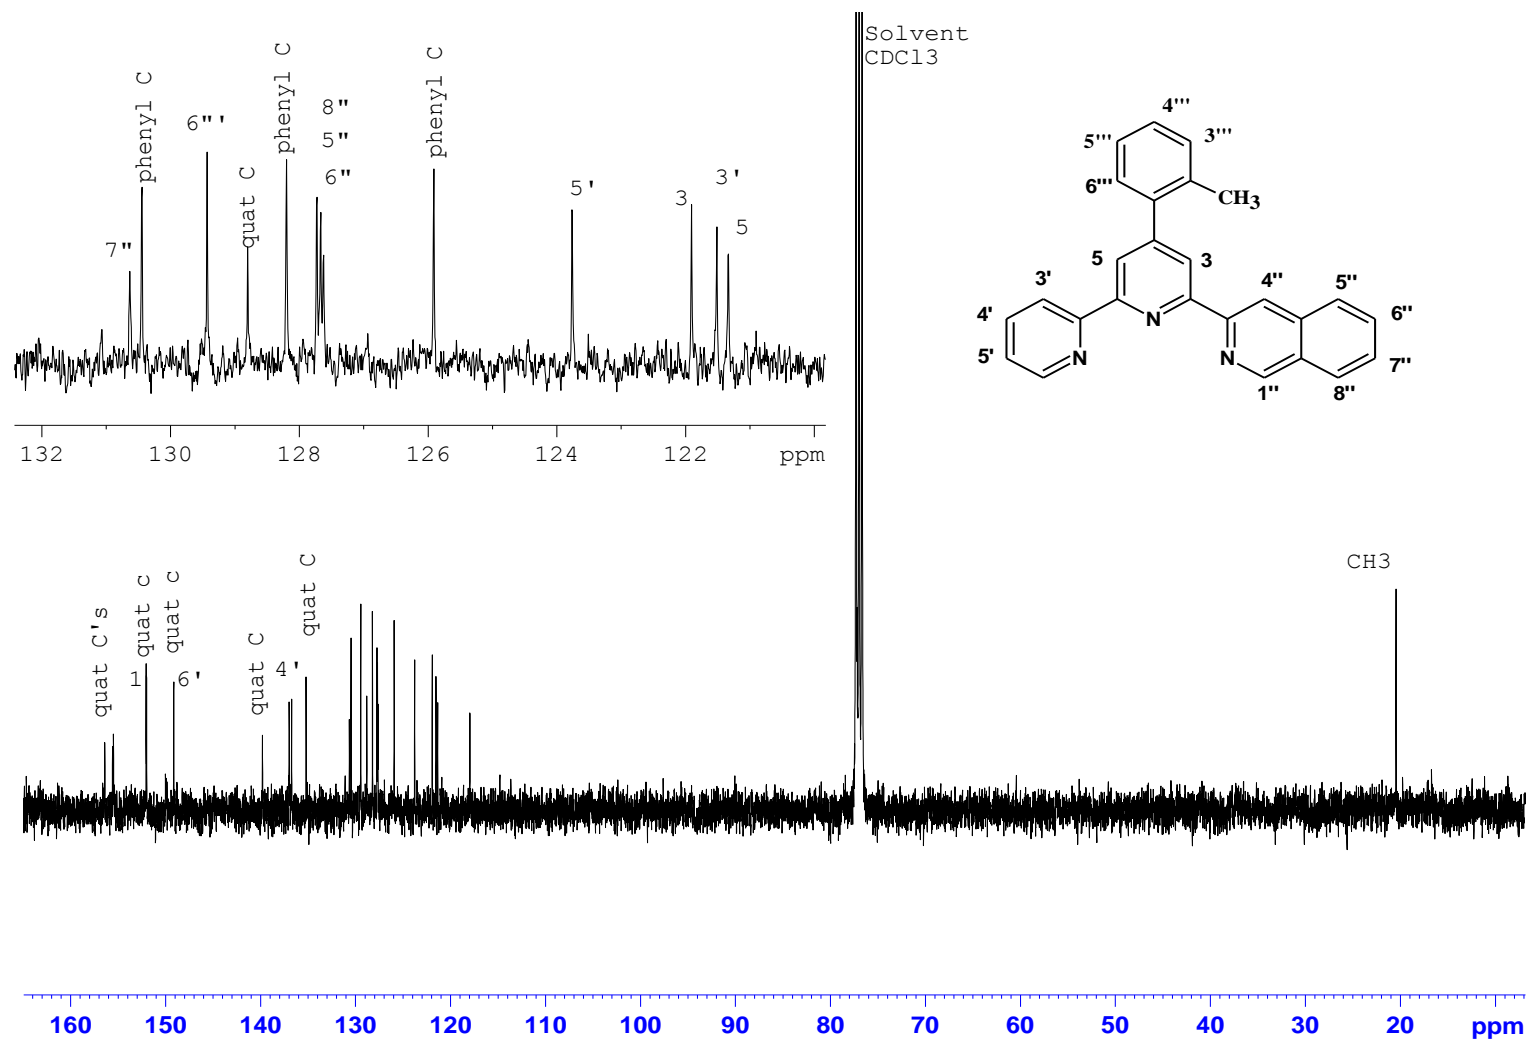 Solvent
CDCl3
7"
phenyl C
6"'
quat C
phenyl C
8"
5"
6"
phenyl C
5'
3
3'
5
132
130
128
126
124
122
ppm
4'''
5'''
3'''
6'''
CH3
5
3
3'
4''
5''
4'
N
6''
5'
N
N
7''
1''
8''
quat C's
1
quat c
quat c
6'
quat C
4'
quat C
CH3
160
150
140
130
120
110
100
90
80
70
60
50
40
30
20
ppm